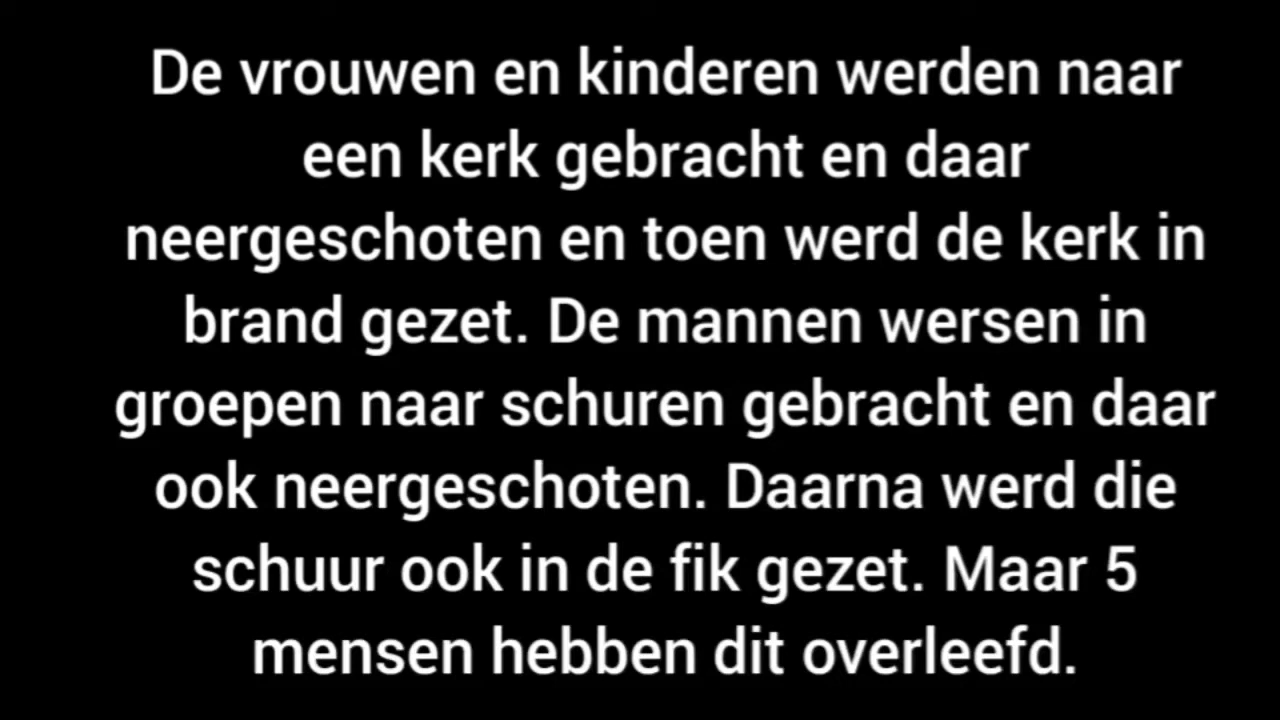 De vrouwen en kinderen werden naar
een kerk gebracht en daar
neergeschoten en toen werd de kerk in
brand gezet. De mannen wersen in
groepen naar schuren gebracht en daar
ook neergeschoten. Daarna werd die
schuur ook in de fik gezet. Maar 5
mensen hebben dit overleefd.